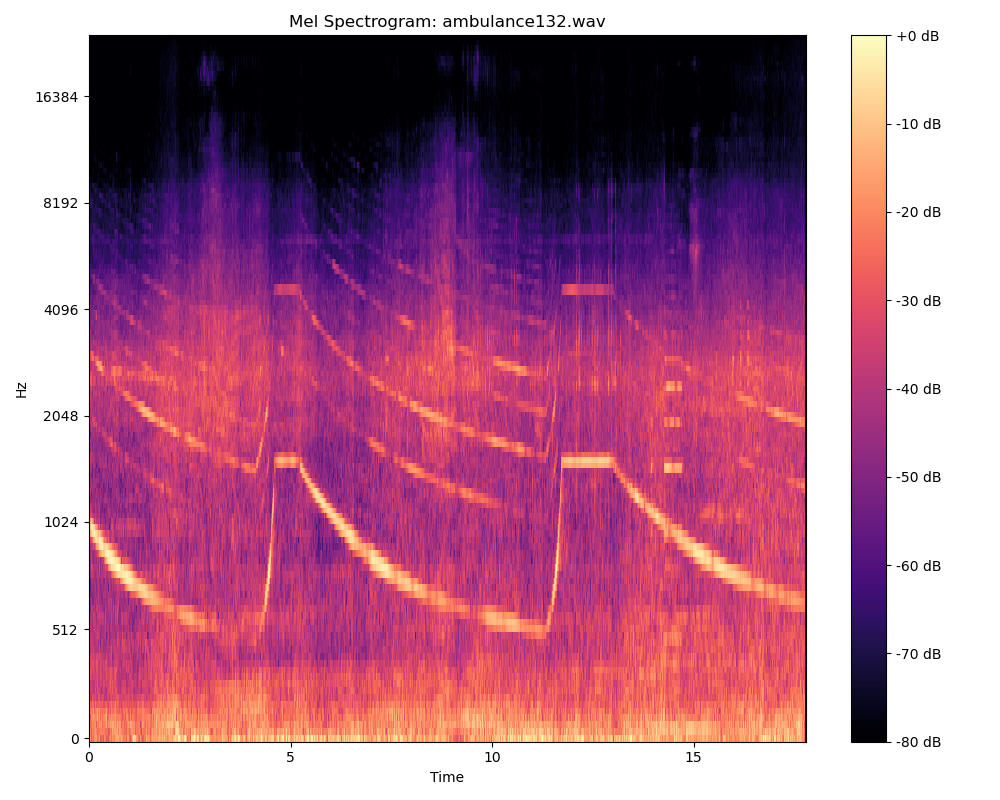 Mel Spectrogram: ambulance132.wav
+0 dB
16384
-10 dB
-20 dB
8192
-30 dB
4096
Hz
-40 dB
2048
-50 dB
1024
-60 dB
512
-70 dB
0
-80 dB
0 5 10 15
Time